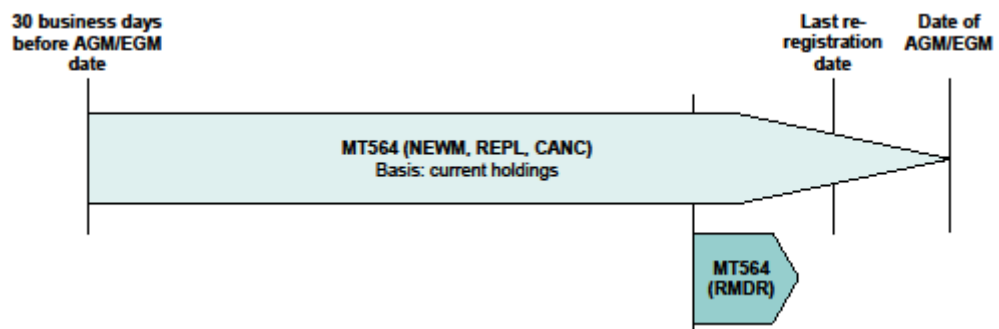 30 business days
before AGM/EGM
date
Last re-
registration
date
Date of
AGM/EGM
MT564 (NEWM, REPL, CANC)
Basis: current holdings
MT564
(RMDR)